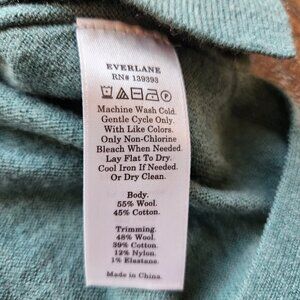 EVERLANE
RN# 139393
Machine Wash Cold.
Gentle Cycle Only.
With Like Colors.
Only Non-Chlorine
Bleach When Needed.
Lay Flat To Dry.
Cool Iron If Needed.
Or Dry Clean.
Body.
55% Wool.
45% Cotton.
Trimming.
48% Wool.
39% Cotton.
12% Nylon.
1% Elastane.
Made in China.